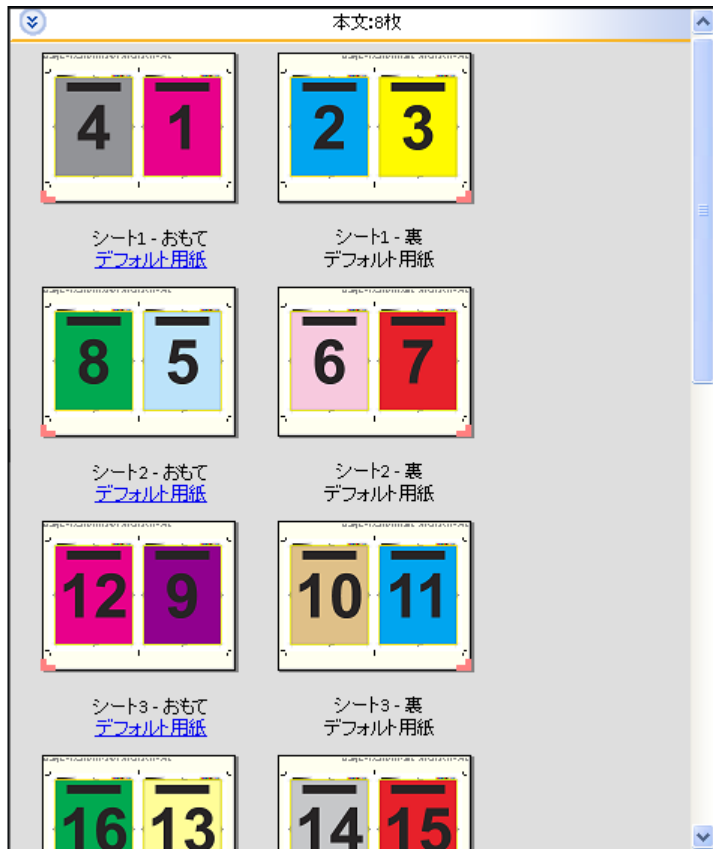 本文:8枚
4 1
2 3
シート1 - おもて
デフォルト用紙
シート1 - 裏
デフォルト用紙
8 5
6 7
シート2 - おもて
デフォルト用紙
シート2 - 裏
デフォルト用紙
12 9
10 11
シート3 - おもて
デフォルト用紙
シート3 - 裏
デフォルト用紙
16 13
14 15